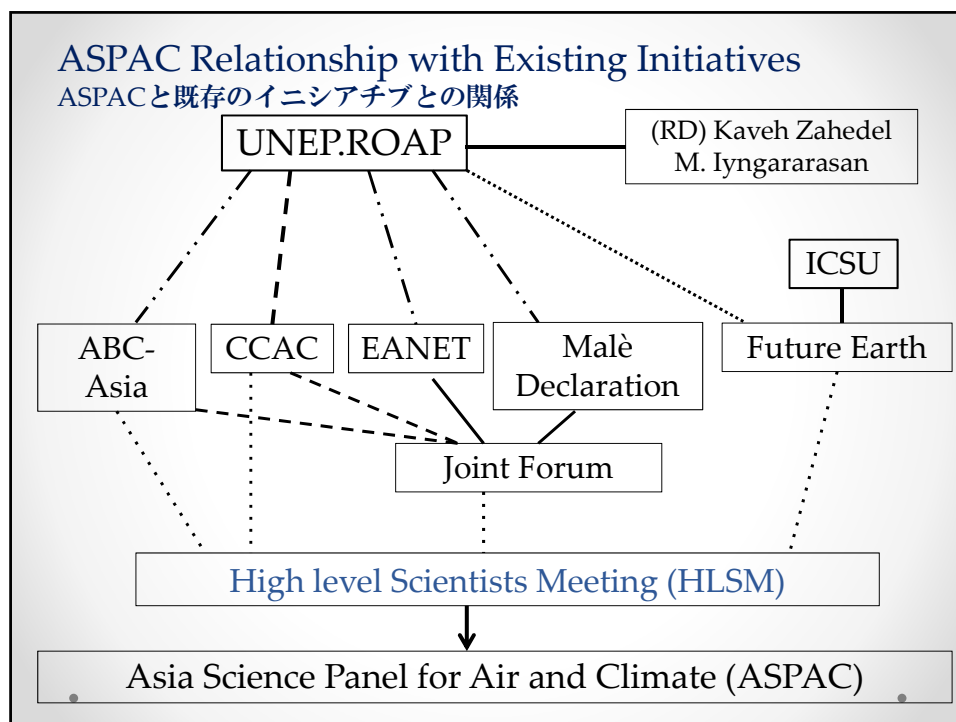 ASPAC Relationship with Existing Initiatives
ASPACと既存のイニシアチブとの関係
UNEP.ROAP
(RD) Kaveh Zahedel
M. Iyngararasan
ICSU
ABC-
Asia
CCAC
EANET
Malè
Declaration
Future Earth
Joint Forum
High level Scientists Meeting (HLSM)
Asia Science Panel for Air and Climate (ASPAC)